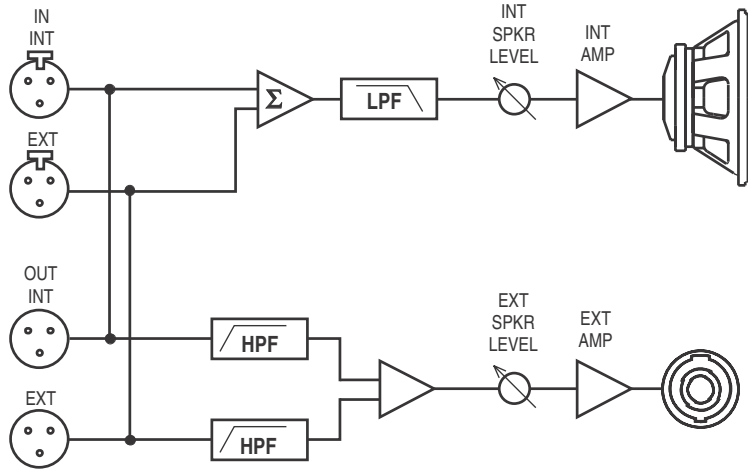 IN
INT
EXT
Σ
LPF
INT
SPKR
LEVEL
INT
AMP
OUT
INT
EXT
HPF
HPF
EXT
SPKR
LEVEL
EXT
AMP